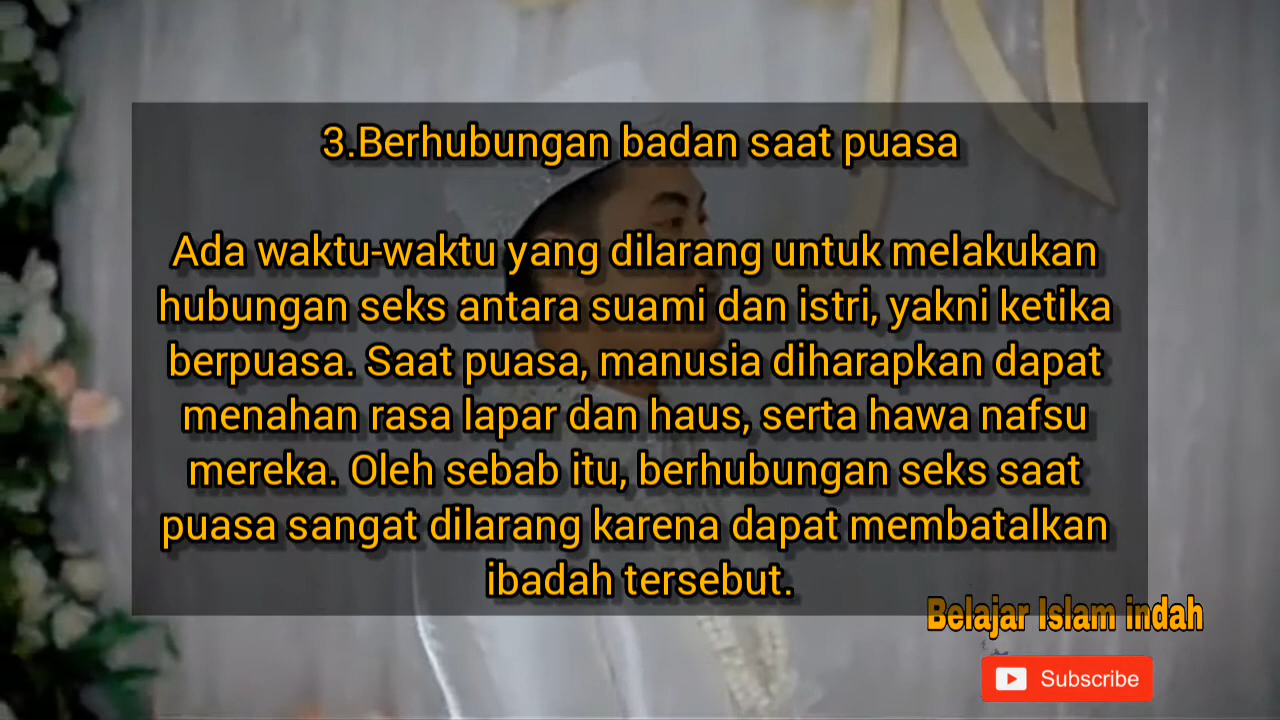 3.Berhubungan badan saat puasa
Ada waktu-waktu yang dilarang untuk melakukan
hubungan seks antara suami dan istri, yakni ketika
berpuasa. Saat puasa, manusia diharapkan dapat
menahan rasa lapar dan haus, serta hawa nafsu
mereka. Oleh sebab itu, berhubungan seks saat
puasa sangat dilarang karena dapat membatalkan
ibadah tersebut.
Belajar Islam indah
Subscribe